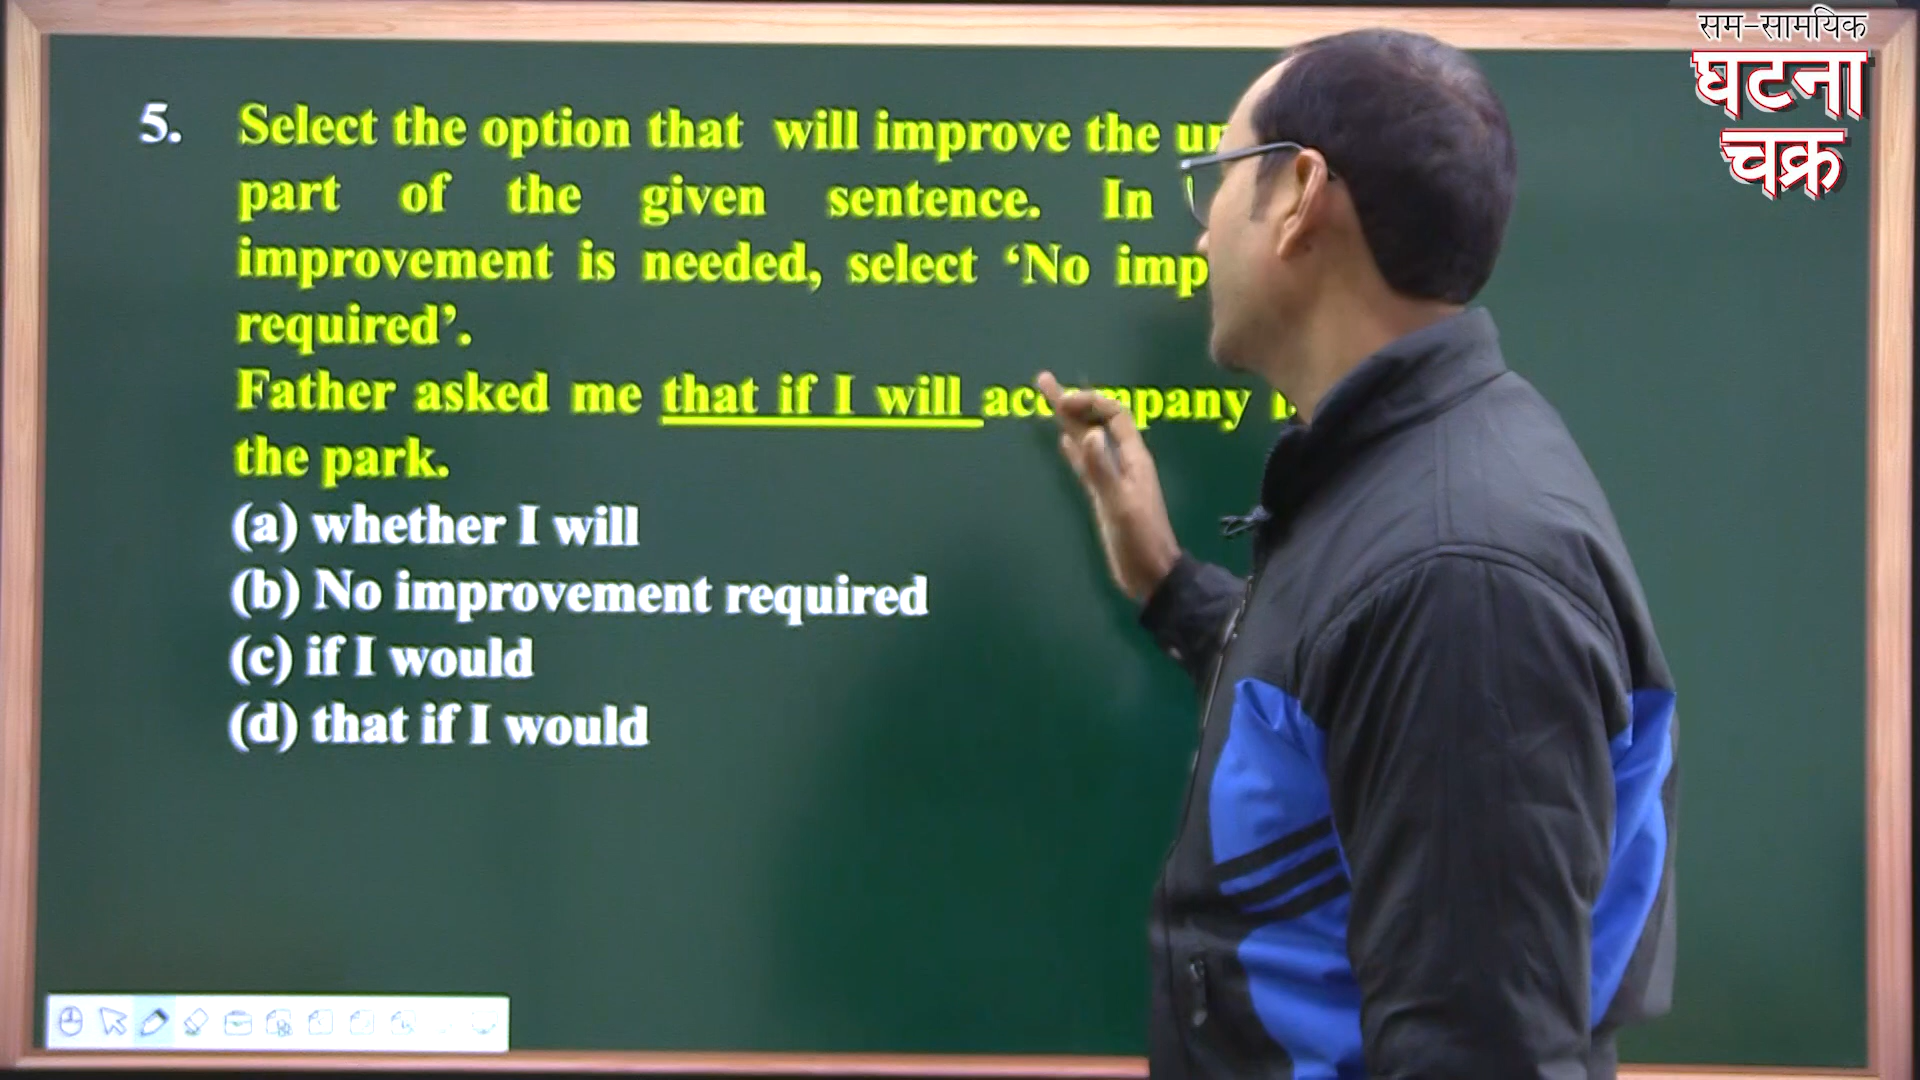 सम-सामयिक
घटना
चक्र
5. Select the option that will improve the
part of the given sentence. In
improvement is needed, select ‘No
required’.
Father asked me that if I will accompany
the park.
(a) whether I will
(b) No improvement required
(c) if I would
(d) that if I would